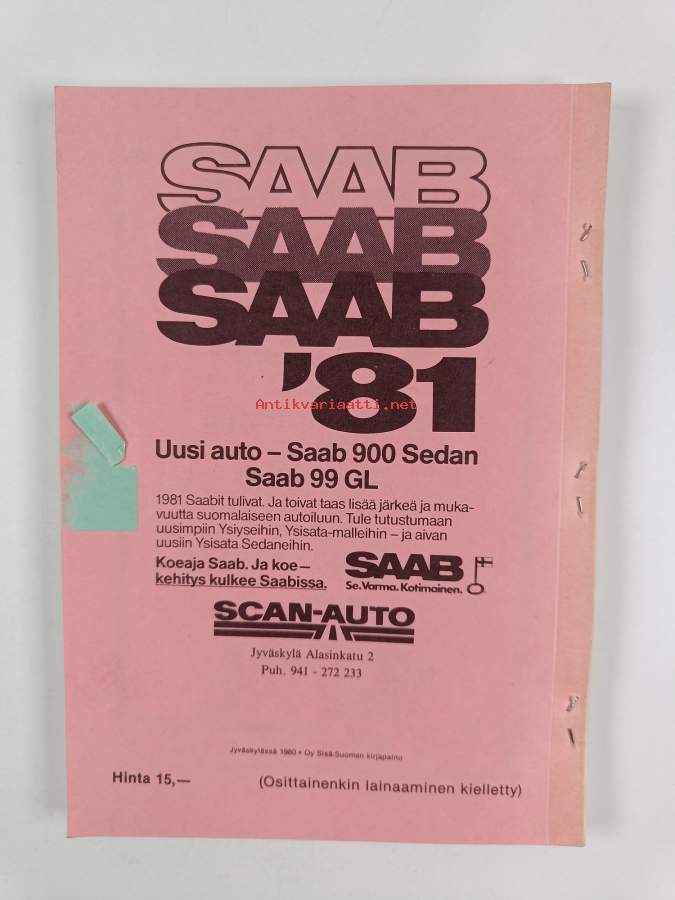 SAAB
SAAB
SAAB
'81
Antikvariaatti.net
Uusi auto – Saab 900 Sedan
Saab 99 GL
1981 Saabit tulivat. Ja toivat taas lisää järkeä ja muka-
vuutta suomalaiseen autoiluun. Tule tutustumaan
uusimpiin Ysiyseihin, Ysisata-malleihin – ja aivan
uusiin Ysisata Sedaneihin.
Koeaja Saab. Ja koe –
kehitys kulkee Saabissa.
SAAB
Se. Varma. Kotimainen.
SCAN-AUTO
Jyväskylä Alasinkatu 2
Puh. 941 - 272 233
Jyväskylässä 1980 • Oy Sisä-Suomen kirjapaino
Hinta 15,—
(Osittainenkin lainaaminen kielletty)